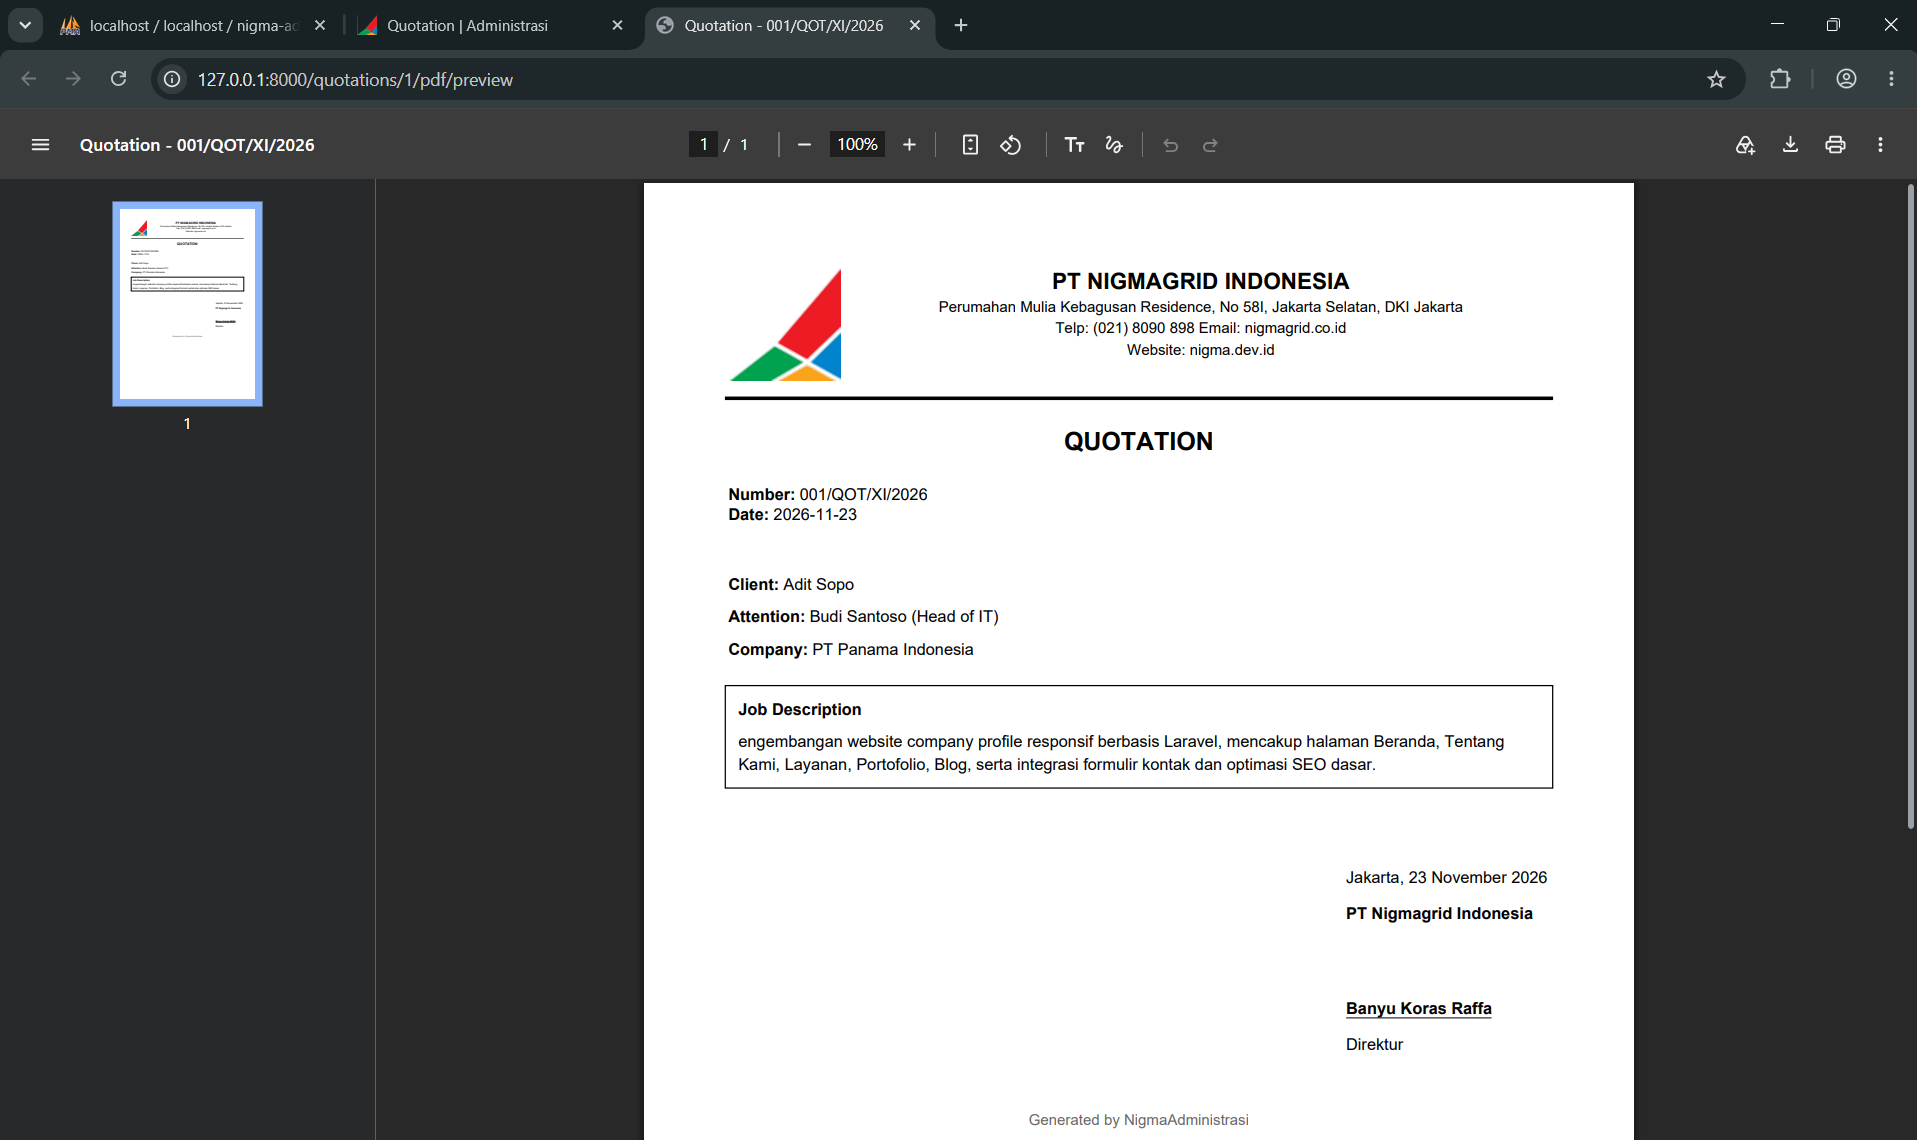 localhost / localhost / nigma-ad
Quotation | Administrasi
Quotation - 001/QOT/XI/2026
127.0.0.1:8000/quotations/1/pdf/preview
Quotation - 001/QOT/XI/2026
1 / 1
100%
1
PT NIGMAGRID INDONESIA
Perumahan Mulia Kebagusan Residence, No 58I, Jakarta Selatan, DKI Jakarta
Telp: (021) 8090 898 Email: nigmagrid.co.id
Website: nigma.dev.id
QUOTATION
Number: 001/QOT/XI/2026
Date: 2026-11-23
Client: Adit Sopo
Attention: Budi Santoso (Head of IT)
Company: PT Panama Indonesia
Job Description
engembangan website company profile responsif berbasis Laravel, mencakup halaman Beranda, Tentang
Kami, Layanan, Portofolio, Blog, serta integrasi formulir kontak dan optimasi SEO dasar.
Jakarta, 23 November 2026
PT Nigmagrid Indonesia
Banyu Koras Raffa
Direktur
Generated by NigmaAdministrasi